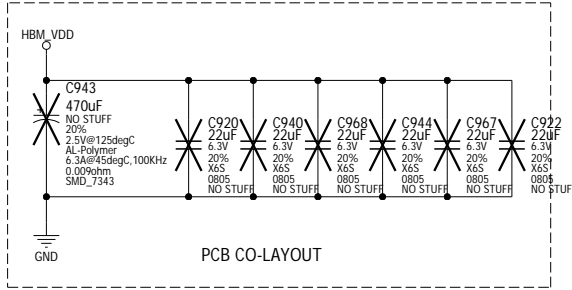 HBM_VDD
C943
470uF
NO STUFF
20%
2.5V@125degC
AL-Polymer
6.3A@45degC,100KHz
0.009ohm
SMD_7343
C920
22uF
6.3V
20%
X6S
0805
NO STUFF
C940
22uF
6.3V
20%
X6S
0805
NO STUFF
C968
22uF
6.3V
20%
X6S
0805
NO STUFF
C944
22uF
6.3V
20%
X6S
0805
NO STUFF
C967
22uF
6.3V
20%
X6S
0805
NO STUFF
C922
22uF
6.3V
20%
X6S
0805
NO STUF
GND
PCB CO-LAYOUT